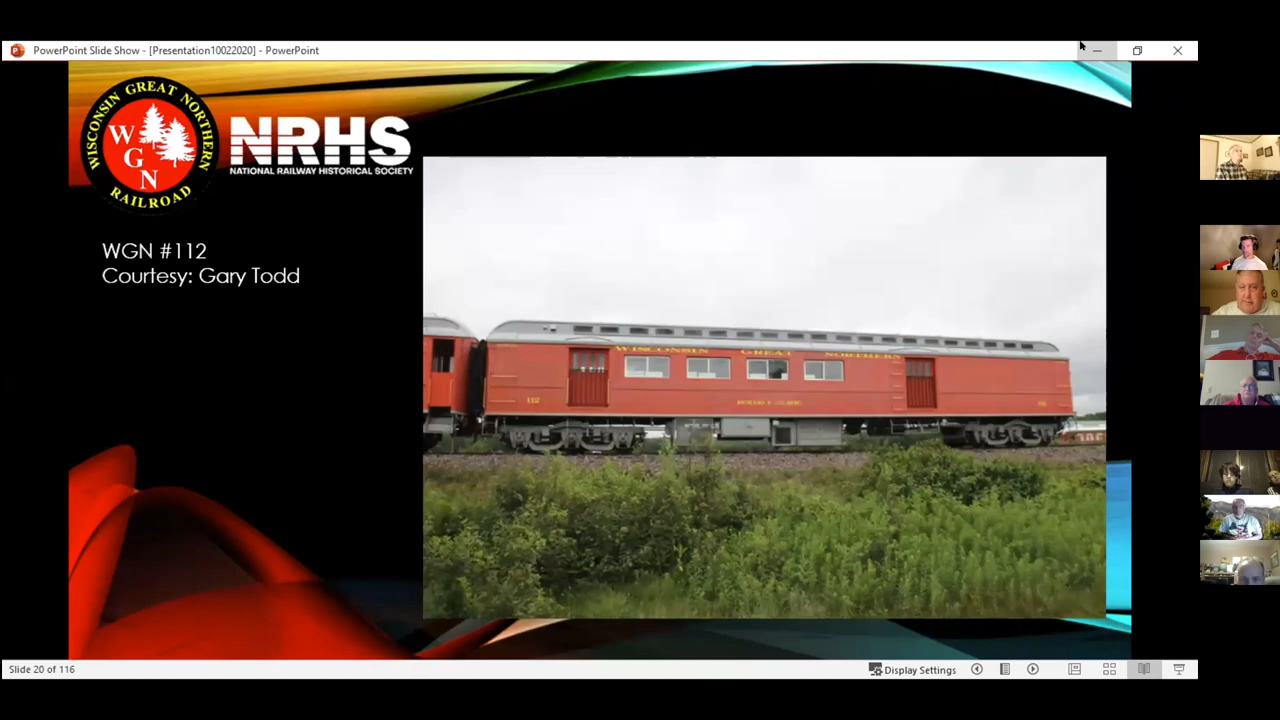 PowerPoint Slide Show - [Presentation10022020] - PowerPoint
WISCONSIN GREAT NORTHERN
W
G
N
RAILROAD
NRHS
NATIONAL RAILWAY HISTORICAL SOCIETY
WGN #112
Courtesy: Gary Todd
WISCONSIN GREAT NORTHERN
112
Slide 20 of 116
Display Settings